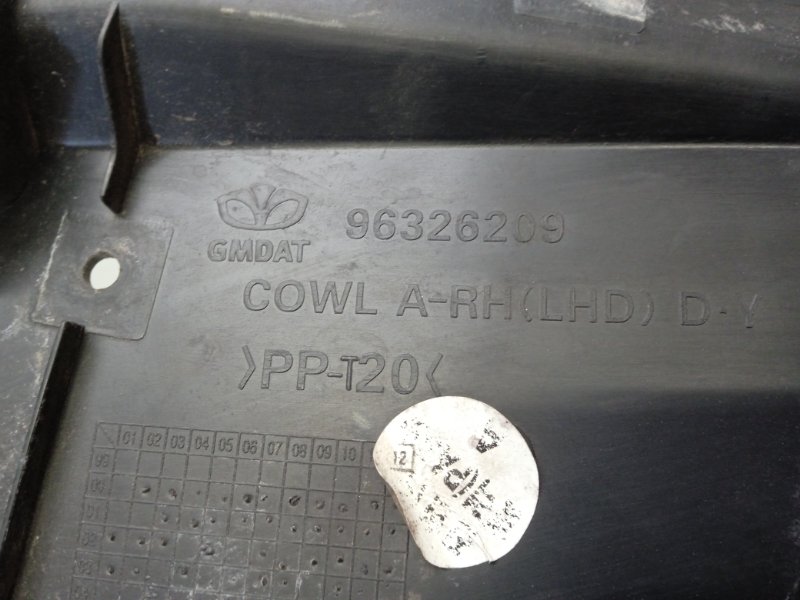 96326209
GMDAT
COWL A-RH(LHD) D-Y
>PP-T20<
01 02 03 04 05 06 07 08 09 10
12